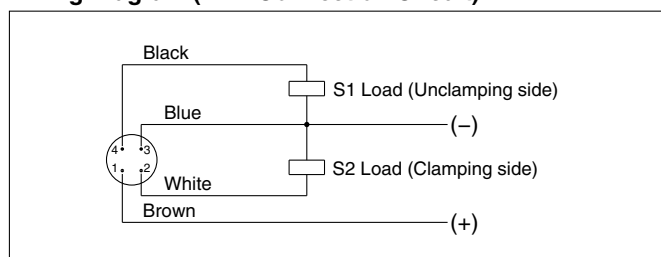 Black
S1 Load (Unclamping side)
Blue
(−)
4 3
1 2
S2 Load (Clamping side)
White
Brown
(+)